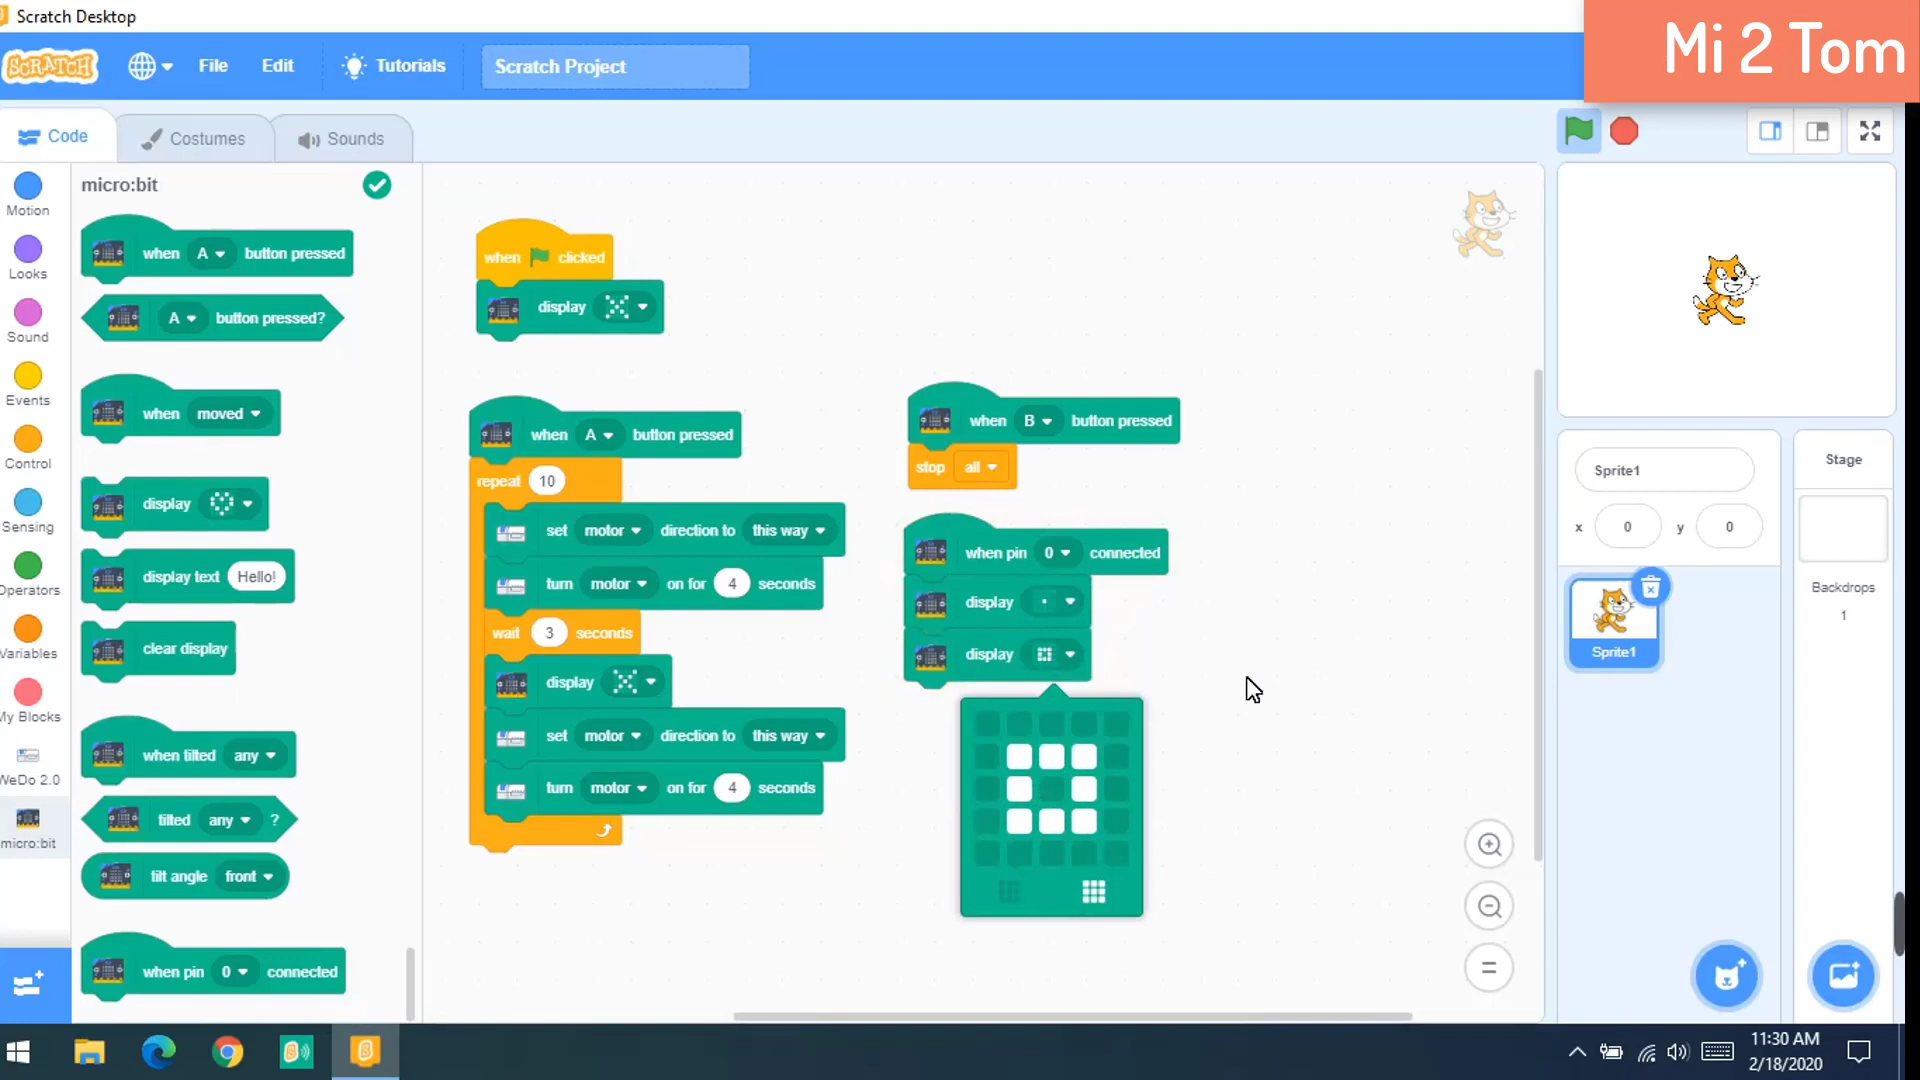 Scratch Desktop
Mi 2 Tom
SCRATCH
File
Edit
Tutorials
Scratch Project
Code
Costumes
Sounds
Motion
Looks
Sound
Events
Control
Sensing
Operators
Variables
My Blocks
WeDo 2.0
micro:bit
micro:bit
when A button pressed
A button pressed?
when moved
display
display text Hello!
clear display
when tilted any
tilted any ?
tilt angle front
when pin 0 connected
when clicked
display
when A button pressed
repeat 10
set motor direction to this way
turn motor on for 4 seconds
wait 3 seconds
display
set motor direction to this way
turn motor on for 4 seconds
when B button pressed
stop all
when pin 0 connected
display
display
Sprite1
x 0 y 0
Sprite1
Stage
Backdrops
1
11:30 AM
2/18/2020